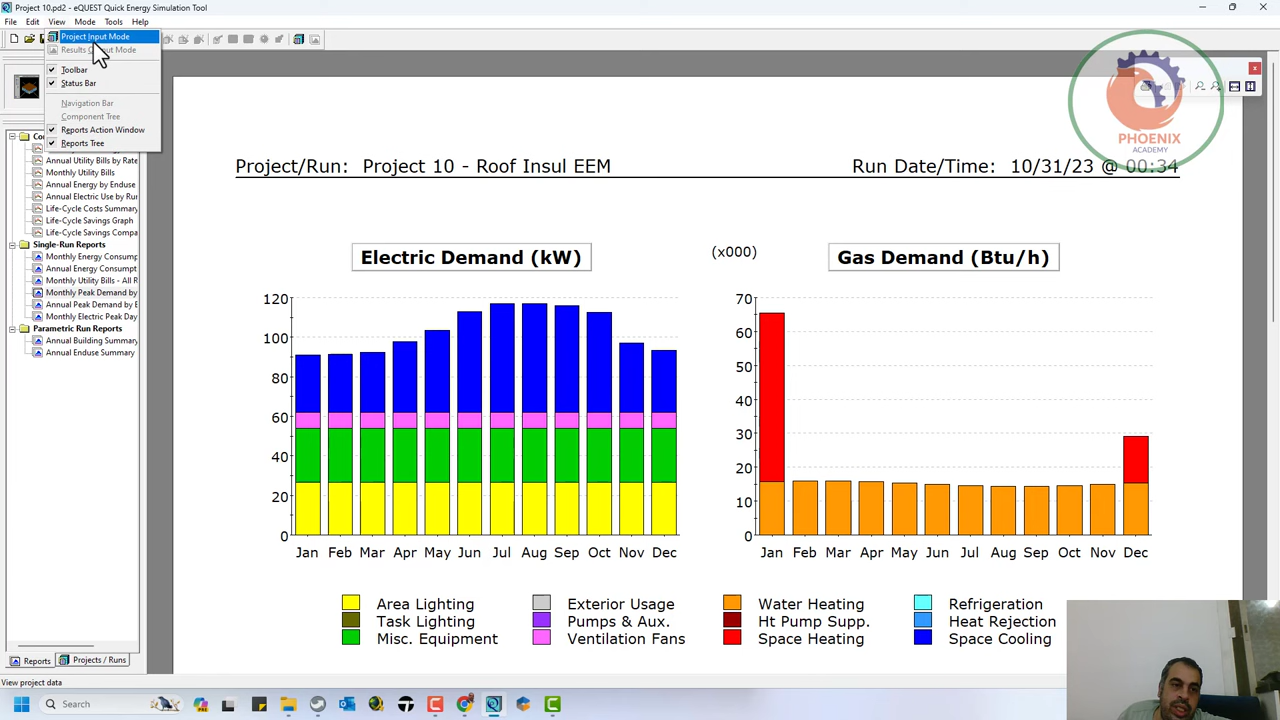 Project 10.pd2 - eQUEST Quick Energy Simulation Tool
File Edit View Mode Tools Help
Project Input Mode
Toolbar
Status Bar
Navigation Bar
Component Tree
Reports Action Window
Reports Tree
Annual Utility Bills by Rate
Monthly Utility Bills
Annual Energy by Enduse
Annual Electric Use by Rur
Life-Cycle Costs Summary
Life-Cycle Savings Graph
Life-Cycle Savings Compa
Single-Run Reports
Monthly Energy Consump
Annual Energy Consumpt
Monthly Utility Bills - All R
Monthly Peak Demand by
Annual Peak Demand by E
Monthly Electric Peak Day
Parametric Run Reports
Annual Building Summary
Annual Enduse Summary
Reports Projects / Runs
View project data
PHOENIX
ACADEMY
Project/Run: Project 10 - Roof Insul EEM Run Date/Time: 10/31/23 @ 00:34
Electric Demand (kW) (x000) Gas Demand (Btu/h)
120
100
80
60
40
20
0
Jan Feb Mar Apr May Jun Jul Aug Sep Oct Nov Dec
70
60
50
40
30
20
10
0
Jan Feb Mar Apr May Jun Jul Aug Sep Oct Nov Dec
Area Lighting Exterior Usage Water Heating Refrigeration
Task Lighting Pumps & Aux. Ht Pump Supp. Heat Rejection
Misc. Equipment Ventilation Fans Space Heating Space Cooling
Search